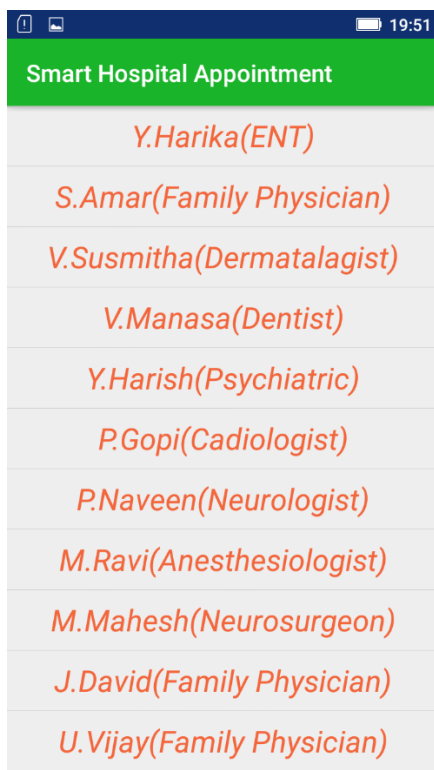 19:51
Smart Hospital Appointment
Y.Harika(ENT)
S.Amar(Family Physician)
V.Susmitha(Dermatalagist)
V.Manasa(Dentist)
Y.Harish(Psychiatric)
P.Gopi(Cadiologist)
P.Naveen(Neurologist)
M.Ravi(Anesthesiologist)
M.Mahesh(Neurosurgeon)
J.David(Family Physician)
U.Vijay(Family Physician)